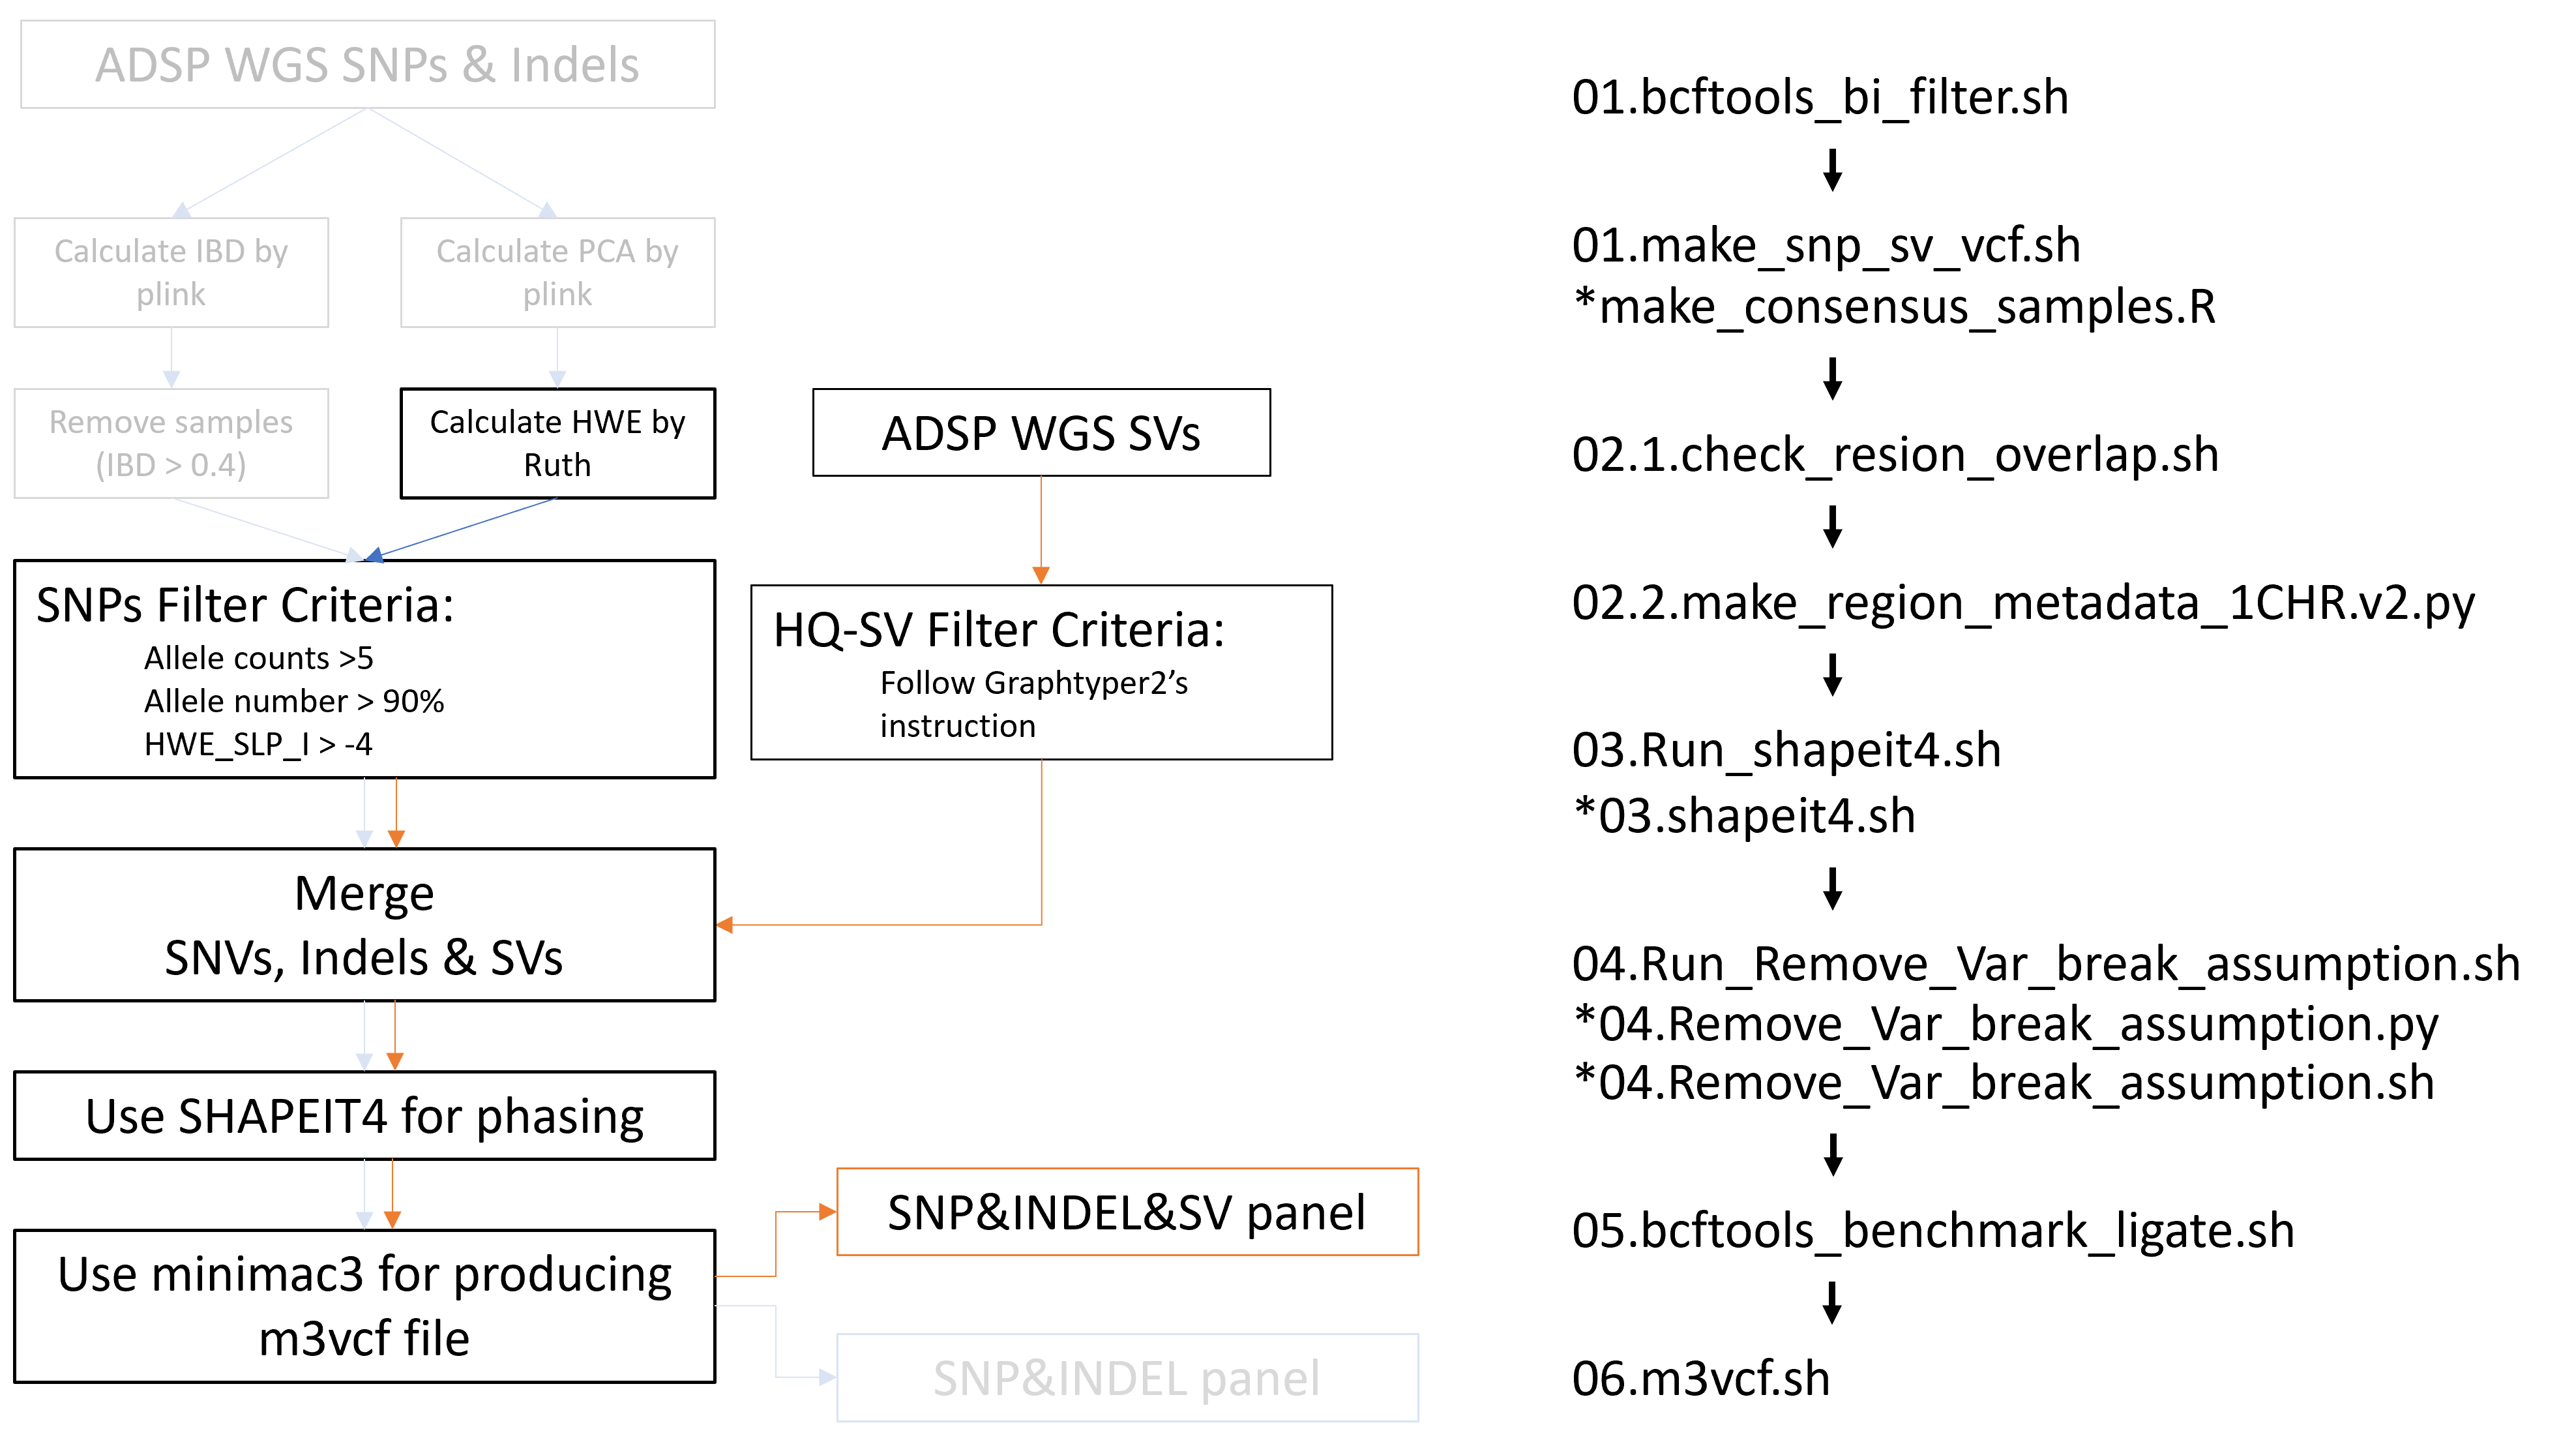 ADSP WGS SNPs & Indels
Calculate IBD by
plink
Calculate PCA by
plink
Remove samples
(IBD > 0.4)
Calculate HWE by
Ruth
ADSP WGS SVs
SNPs Filter Criteria:
Allele counts >5
Allele number > 90%
HWE_SLP_I > -4
HQ-SV Filter Criteria:
Follow Graphtyper2’s
instruction
Merge
SNVs, Indels & SVs
Use SHAPEIT4 for phasing
Use minimac3 for producing
m3vcf file
SNP&INDEL&SV panel
SNP&INDEL panel
01.bcftools_bi_filter.sh
01.make_snp_sv_vcf.sh
*make_consensus_samples.R
02.1.check_resion_overlap.sh
02.2.make_region_metadata_1CHR.v2.py
03.Run_shapeit4.sh
*03.shapeit4.sh
04.Run_Remove_Var_break_assumption.sh
*04.Remove_Var_break_assumption.py
*04.Remove_Var_break_assumption.sh
05.bcftools_benchmark_ligate.sh
06.m3vcf.sh